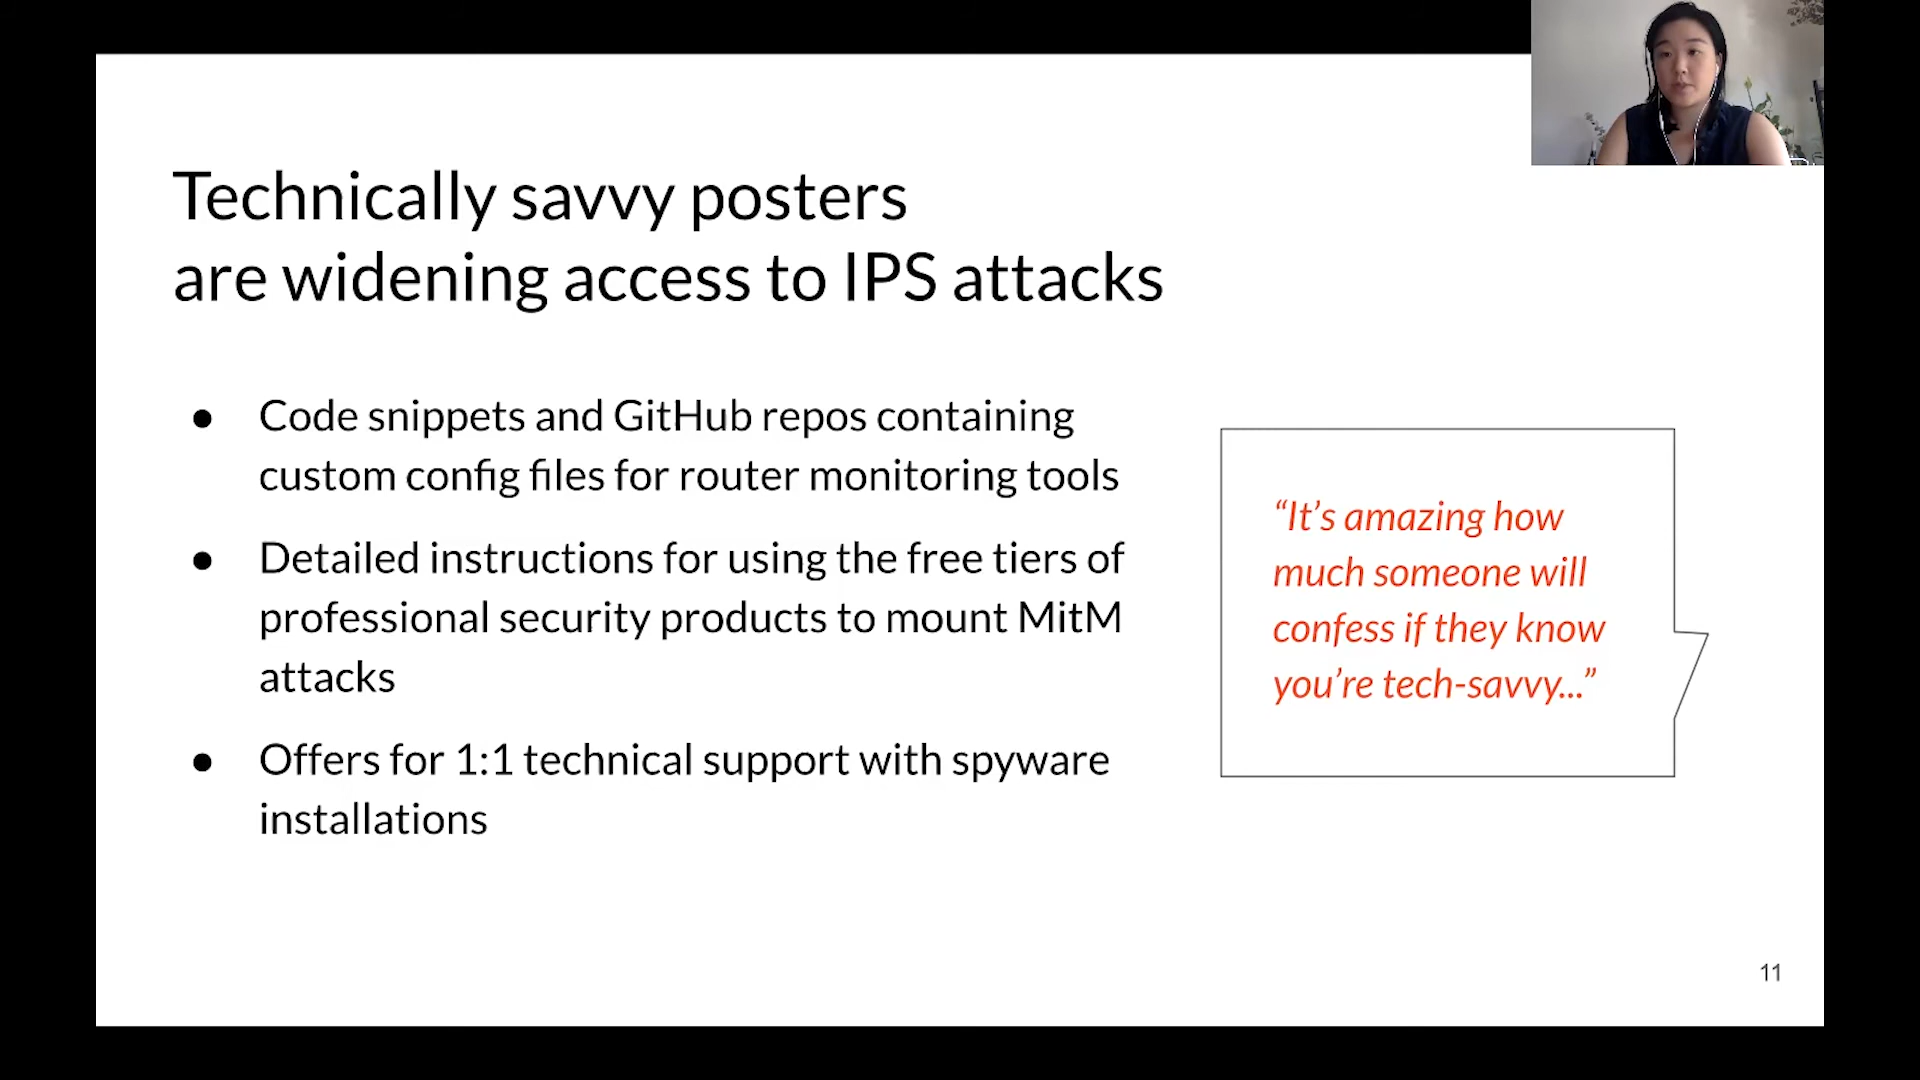 Technically savvy posters
are widening access to IPS attacks
● Code snippets and GitHub repos containing
custom config files for router monitoring tools
● Detailed instructions for using the free tiers of
professional security products to mount MitM
attacks
● Offers for 1:1 technical support with spyware
installations
“It’s amazing how
much someone will
confess if they know
you’re tech-savvy...”
11